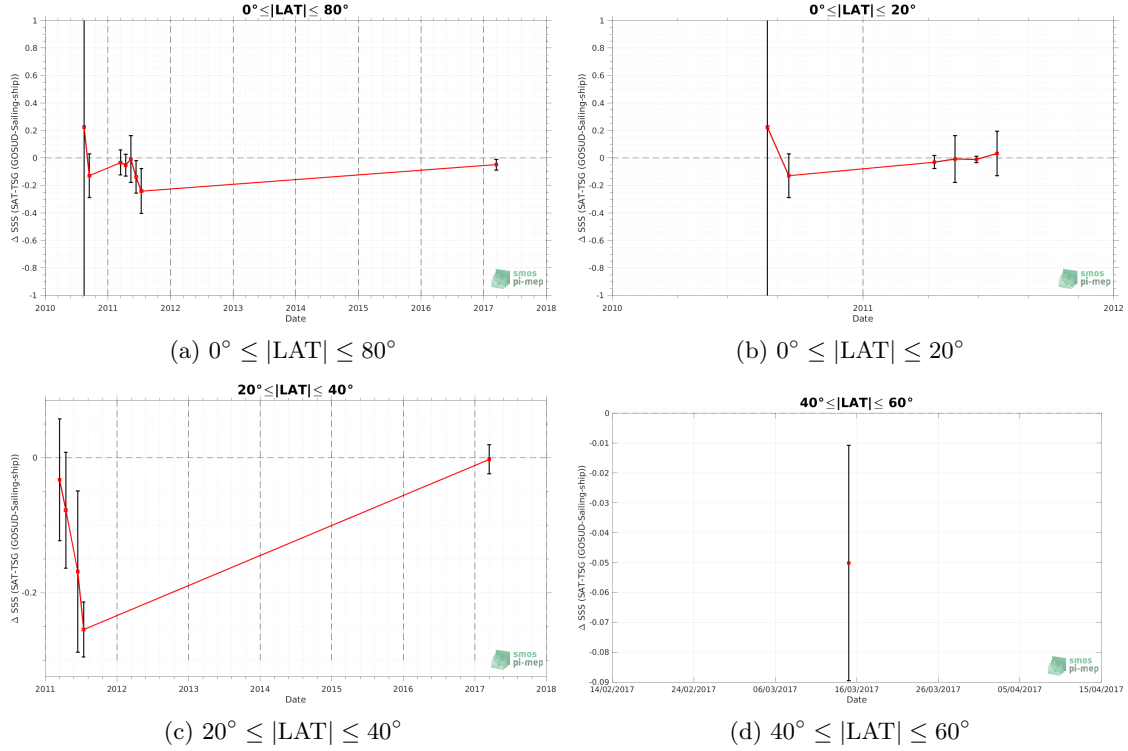 0°≤|LAT|≤ 80°
Δ SSS (SAT-TSG (GOSUD-Sailing-ship))
1
0.8
0.6
0.4
0.2
0
-0.2
-0.4
-0.6
-0.8
-1
2010 2011 2012 2013 2014 2015 2016 2017 2018
Date
smos
pi-mep
(a) 0° ≤ |LAT| ≤ 80°
0°≤|LAT|≤ 20°
Δ SSS (SAT-TSG (GOSUD-Sailing-ship))
1
0.8
0.6
0.4
0.2
0
-0.2
-0.4
-0.6
-0.8
-1
2010 2011 2012
Date
smos
pi-mep
(b) 0° ≤ |LAT| ≤ 20°
20°≤|LAT|≤ 40°
Δ SSS (SAT-TSG (GOSUD-Sailing-ship))
0
-0.2
2011 2012 2013 2014 2015 2016 2017 2018
Date
smos
pi-mep
(c) 20° ≤ |LAT| ≤ 40°
40°≤|LAT|≤ 60°
Δ SSS (SAT-TSG (GOSUD-Sailing-ship))
0
-0.01
-0.02
-0.03
-0.04
-0.05
-0.06
-0.07
-0.08
-0.09
14/02/2017 24/02/2017 06/03/2017 16/03/2017 26/03/2017 05/04/2017 15/04/2017
Date
smos
pi-mep
(d) 40° ≤ |LAT| ≤ 60°